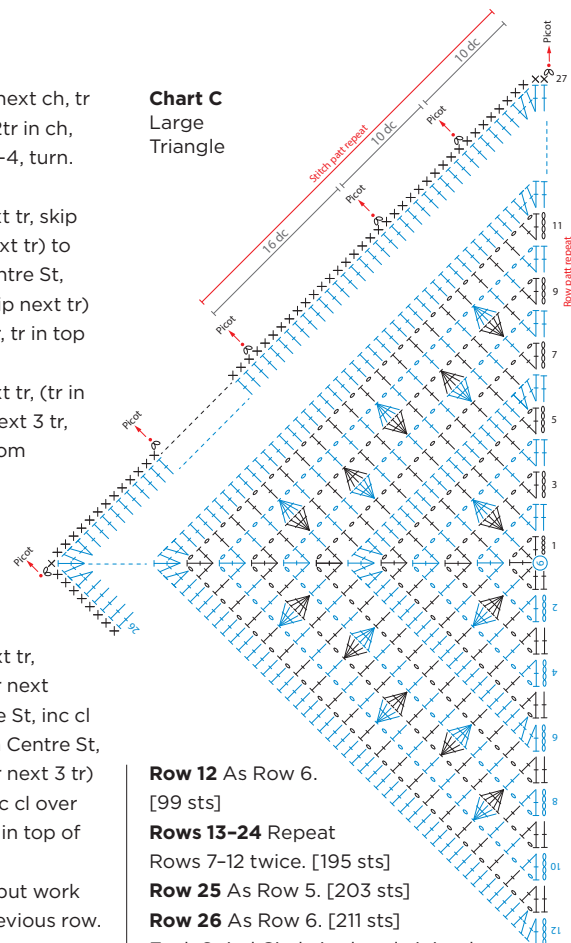 next ch, tr
2tr in ch,
-4, turn.
xt tr, skip
ext tr) to
ntre St,
ip next tr)
r, tr in top
xt tr, (tr in
ext 3 tr,
om
xt tr,
r next
e St, inc cl
n Centre St,
r next 3 tr)
c cl over
in top of
out work
evious row.
Chart C
Large
Triangle
Stitch patt repeat
16 dc
10 dc
10 dc
Picot
Picot
Picot
Picot
Picot
Picot
27
26
Row patt repeat
11
9
7
5
3
1
2
4
6
8
10
12
Row 12 As Row 6.
[99 sts]
Rows 13–24 Repeat
Rows 7–12 twice. [195 sts]
Row 25 As Row 5. [203 sts]
Row 26 As Row 6. [211 sts]